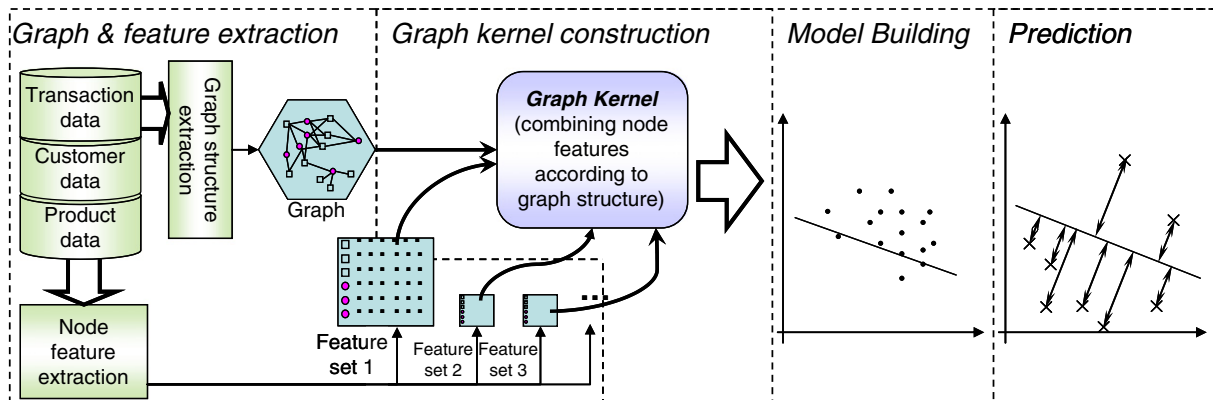 Graph & feature extraction
Graph kernel construction
Model Building
Prediction
Transaction
data
Customer
data
Product
data
Graph structure
extraction
Graph
Graph Kernel
(combining node
features
according to
graph structure)
Node
feature
extraction
Feature
set 1
Feature
set 2
Feature
set 3
...